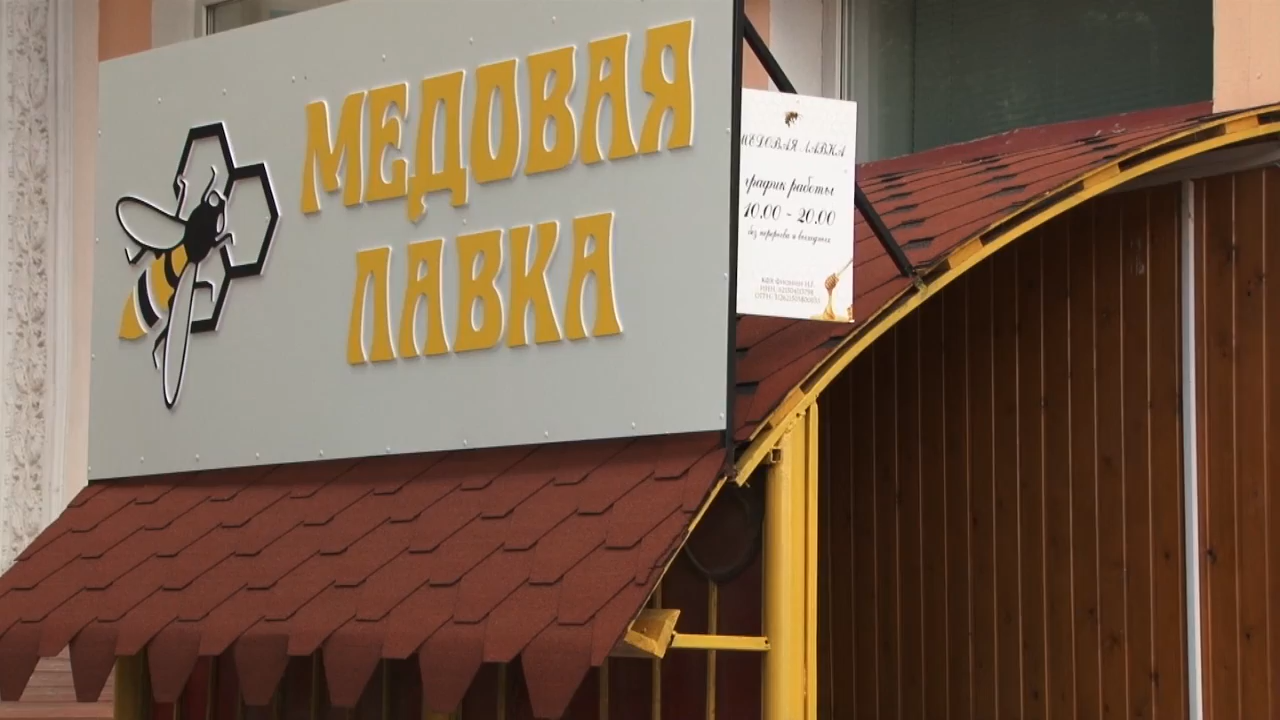 МЕДОВАЯ
ЛАВКА
МЕДОВАЯ ЛАВКА
график работы
10.00 - 20.00
без перерыва и выходных